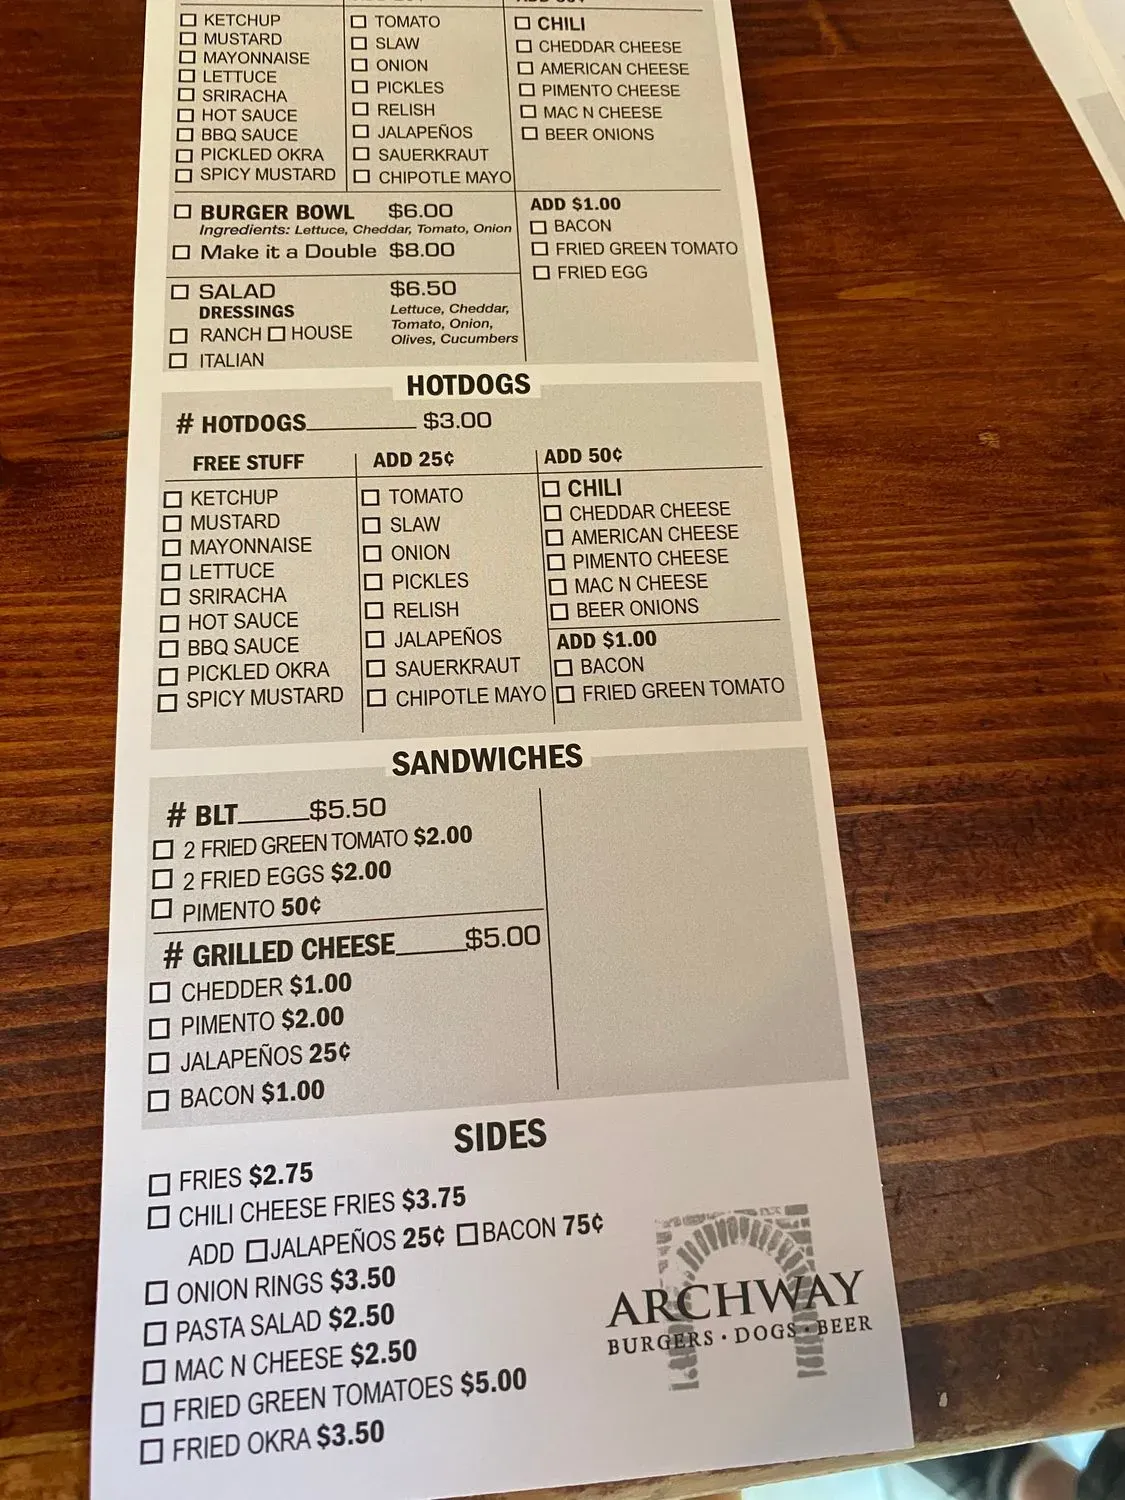 KETCHUP
MUSTARD
MAYONNAISE
LETTUCE
SRIRACHA
HOT SAUCE
BBQ SAUCE
PICKLED OKRA
SPICY MUSTARD
TOMATO
SLAW
ONION
PICKLES
RELISH
JALAPEÑOS
SAUERKRAUT
CHIPOTLE MAYO
CHILI
CHEDDAR CHEESE
AMERICAN CHEESE
PIMENTO CHEESE
MAC N CHEESE
BEER ONIONS
BURGER BOWL $6.00
Ingredients: Lettuce, Cheddar, Tomato, Onion
Make it a Double $8.00
ADD $1.00
BACON
FRIED GREEN TOMATO
FRIED EGG
SALAD $6.50
DRESSINGS
RANCH HOUSE
ITALIAN
Lettuce, Cheddar,
Tomato, Onion,
Olives, Cucumbers
HOTDOGS
# HOTDOGS $3.00
FREE STUFF
KETCHUP
MUSTARD
MAYONNAISE
LETTUCE
SRIRACHA
HOT SAUCE
BBQ SAUCE
PICKLED OKRA
SPICY MUSTARD
ADD 25¢
TOMATO
SLAW
ONION
PICKLES
RELISH
JALAPEÑOS
SAUERKRAUT
CHIPOTLE MAYO
ADD 50¢
CHILI
CHEDDAR CHEESE
AMERICAN CHEESE
PIMENTO CHEESE
MAC N CHEESE
BEER ONIONS
ADD $1.00
BACON
FRIED GREEN TOMATO
SANDWICHES
# BLT $5.50
2 FRIED GREEN TOMATO $2.00
2 FRIED EGGS $2.00
PIMENTO 50¢
# GRILLED CHEESE $5.00
CHEDDER $1.00
PIMENTO $2.00
JALAPEÑOS 25¢
BACON $1.00
SIDES
FRIES $2.75
CHILI CHEESE FRIES $3.75
ADD JALAPEÑOS 25¢ BACON 75¢
ONION RINGS $3.50
PASTA SALAD $2.50
MAC N CHEESE $2.50
FRIED GREEN TOMATOES $5.00
FRIED OKRA $3.50
ARCHWAY
BURGERS · DOGS · BEER